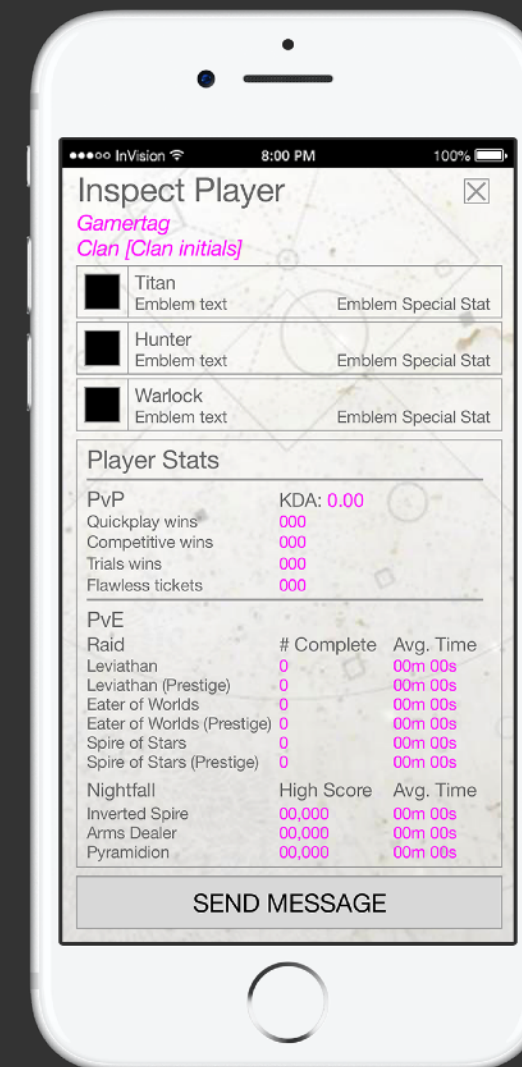 InVision 8:00 PM 100%
Inspect Player
Gamertag
Clan [Clan initials]
Titan
Emblem text Emblem Special Stat
Hunter
Emblem text Emblem Special Stat
Warlock
Emblem text Emblem Special Stat
Player Stats
PvP KDA: 0.00
Quickplay wins 000
Competitive wins 000
Trials wins 000
Flawless tickets 000
PvE
Raid # Complete Avg. Time
Leviathan 0 00m 00s
Leviathan (Prestige) 0 00m 00s
Eater of Worlds 0 00m 00s
Eater of Worlds (Prestige) 0 00m 00s
Spire of Stars 0 00m 00s
Spire of Stars (Prestige) 0 00m 00s
Nightfall High Score Avg. Time
Inverted Spire 00,000 00m 00s
Arms Dealer 00,000 00m 00s
Pyramidion 00,000 00m 00s
SEND MESSAGE